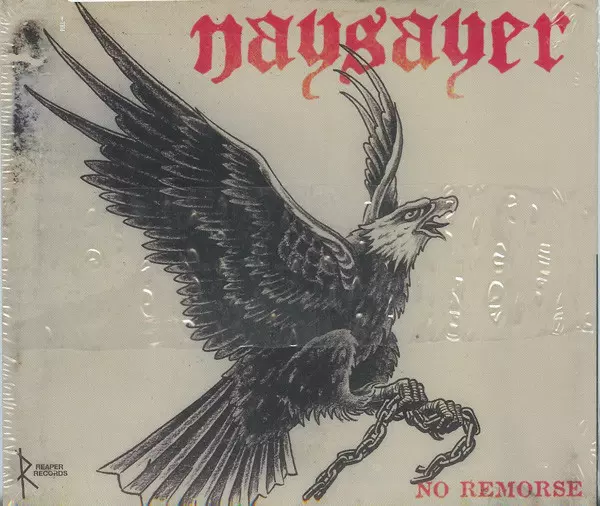 naysayer
REAPER
RECORDS
NO REMORSE